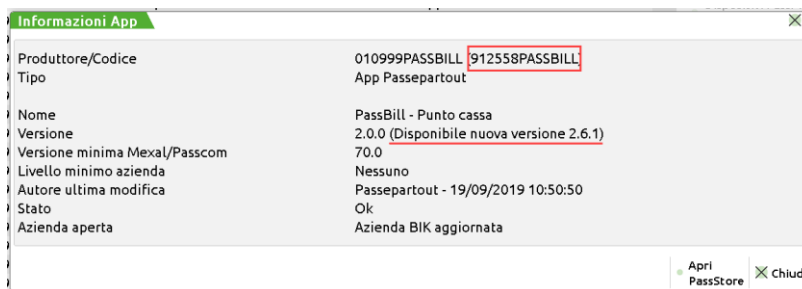 Informazioni App
Produttore/Codice 010999PASSBILL [912558PASSBILL]
Tipo App Passepartout
Nome PassBill - Punto cassa
Versione 2.0.0 (Disponibile nuova versione 2.6.1)
Versione minima Mexal/Passcom 70.0
Livello minimo azienda Nessuno
Autore ultima modifica Passepartout - 19/09/2019 10:50:50
Stato Ok
Azienda aperta Azienda BIK aggiornata
Apri
PassStore
Chiud